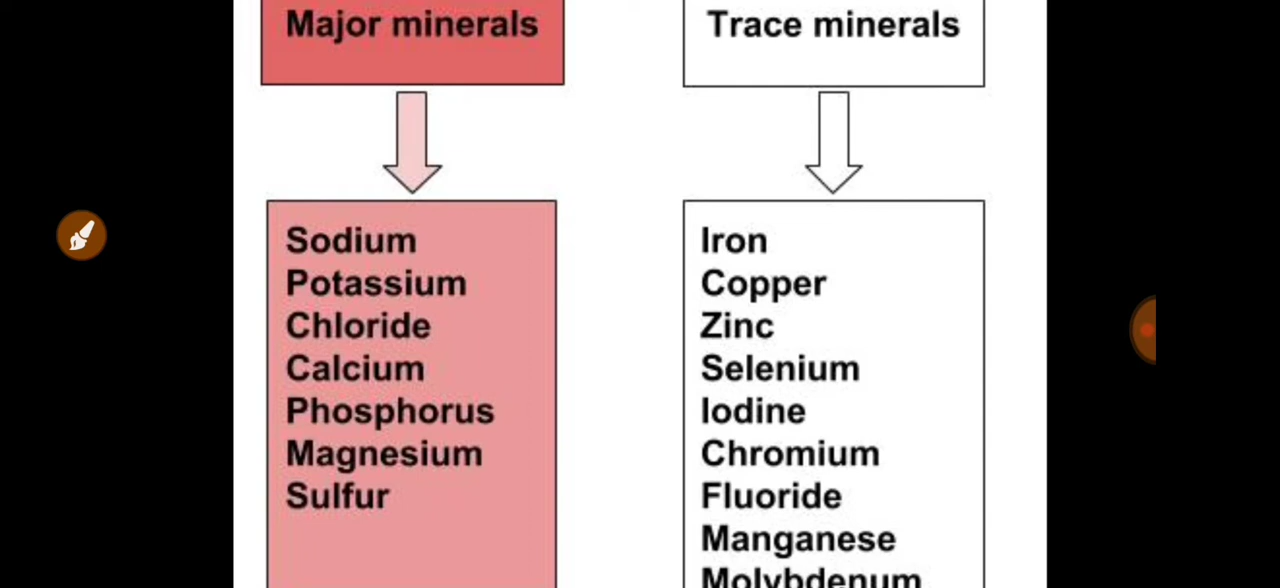 Major minerals
Trace minerals
Sodium
Potassium
Chloride
Calcium
Phosphorus
Magnesium
Sulfur
Iron
Copper
Zinc
Selenium
Iodine
Chromium
Fluoride
Manganese
Molybdenum